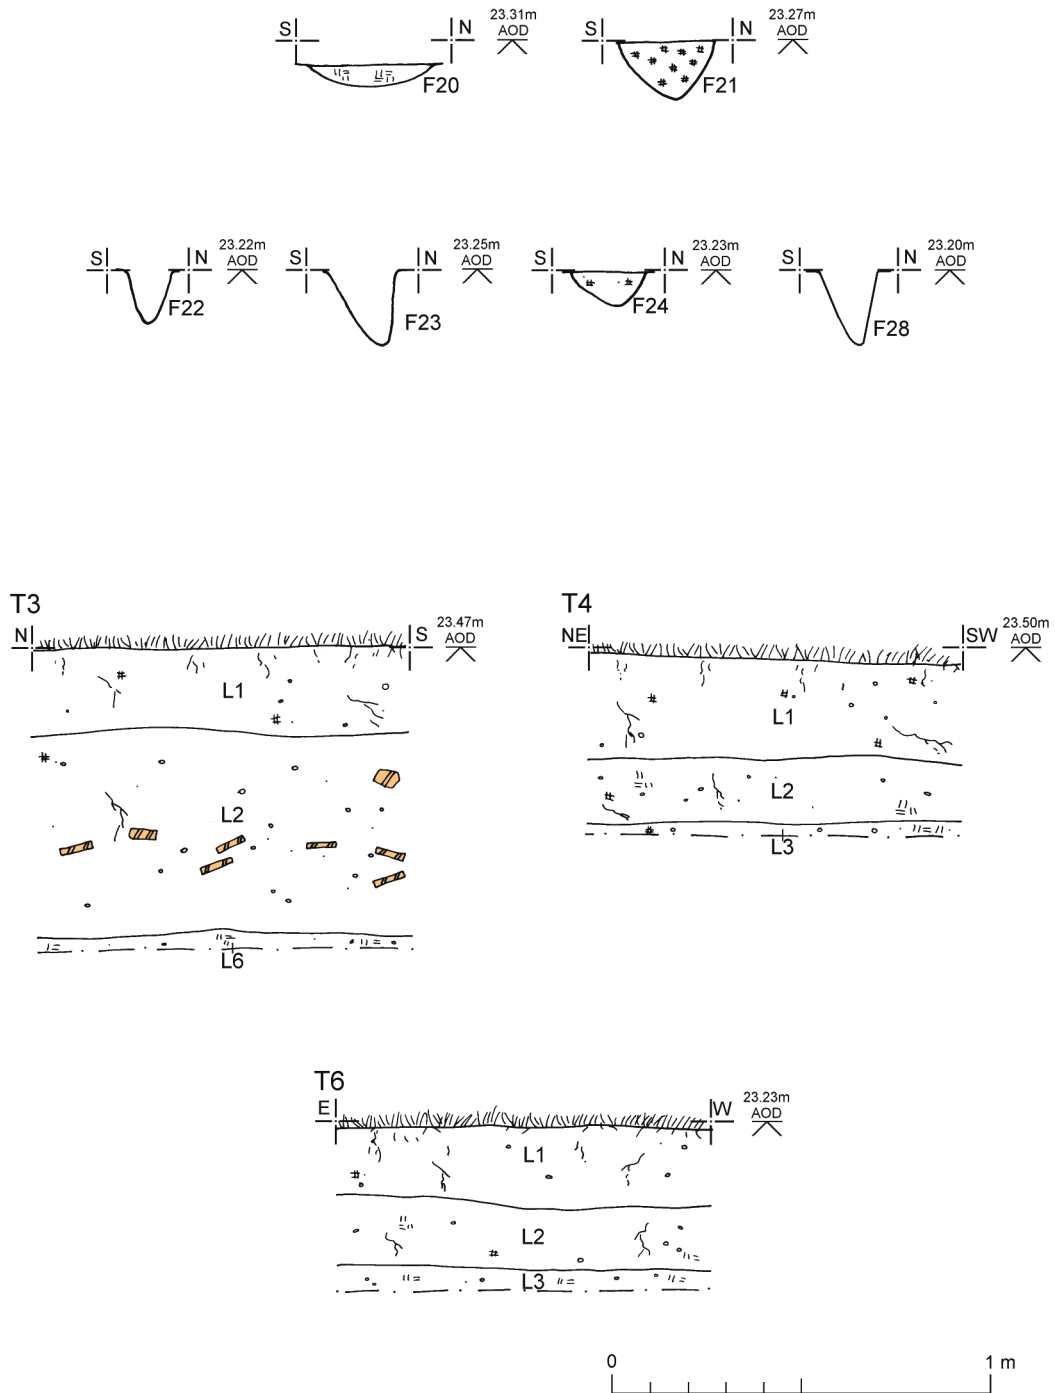 S N 23.31m
AOD
F20
S N 23.27m
AOD
F21
S N 23.22m
AOD
F22
S N 23.25m
AOD
F23
S N 23.23m
AOD
F24
S N 23.20m
AOD
F28
T3
N S 23.47m
AOD
L1
L2
L6
T4
NE SW 23.50m
AOD
L1
L2
L3
T6
E W 23.23m
AOD
L1
L2
L3
0 1 m